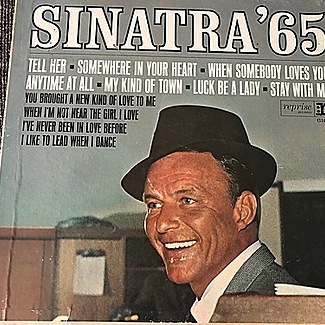 SINATRA '65
TELL HER • SOMEWHERE IN YOUR HEART • WHEN SOMEBODY LOVES YOU
ANYTIME AT ALL • MY KIND OF TOWN • LUCK BE A LADY • STAY WITH M
YOU BROUGHT A NEW KIND OF LOVE TO ME
WHEN I'M NOT NEAR THE GIRL I LOVE
I'VE NEVER BEEN IN LOVE BEFORE
I LIKE TO LEAD WHEN I DANCE
reprise